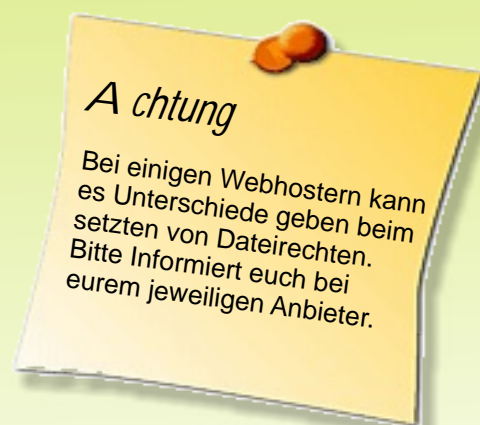 A chtung
Bei einigen Webhostern kann
es Unterschiede geben beim
setzten von Dateirechten.
Bitte Informiert euch bei
eurem jeweiligen Anbieter.